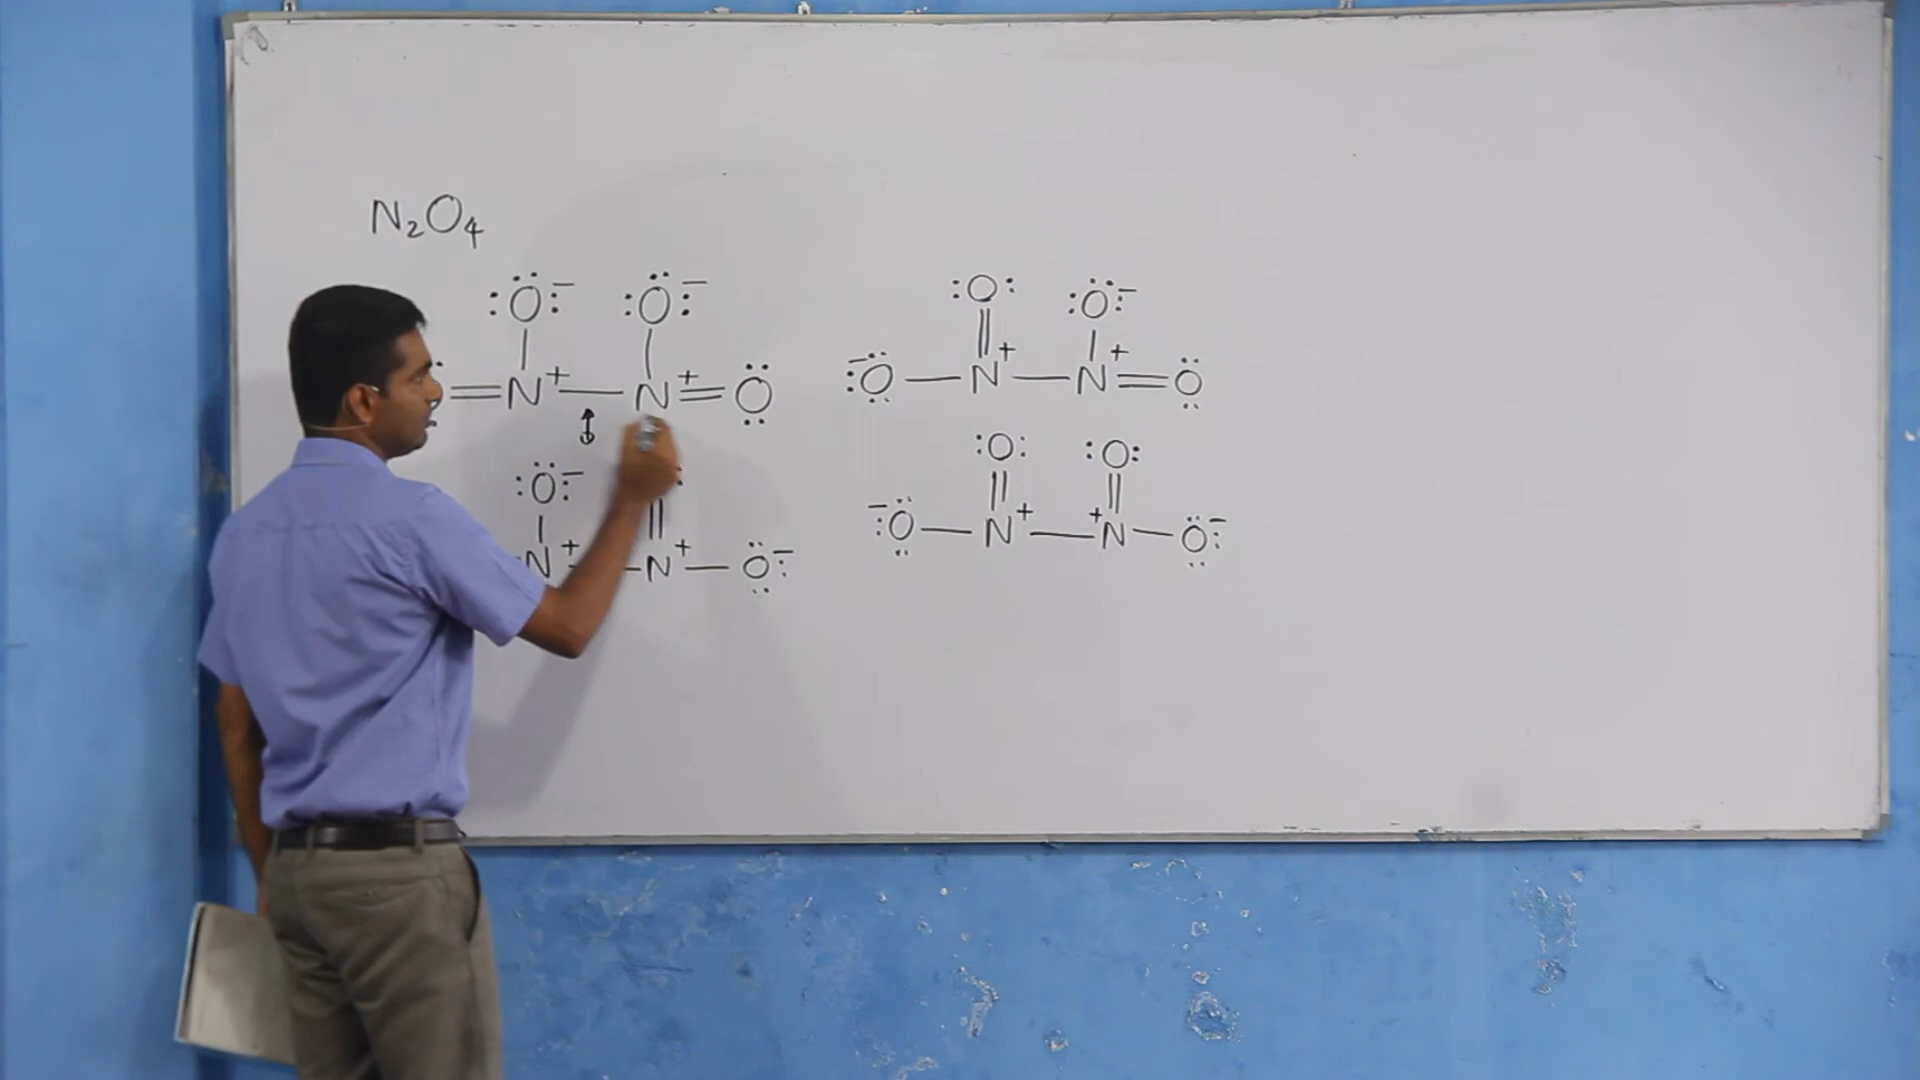 N₂O₄
:Ö:⁻ :Ö:⁻ :O: :Ö:⁻
=N⁺—N⁺=Ö ⁻:Ö—N⁺—N⁺=Ö
:Ö:⁻ :O: :O:
N⁺—N⁺—Ö:⁻ ⁻:Ö—N⁺—⁺N—Ö:⁻